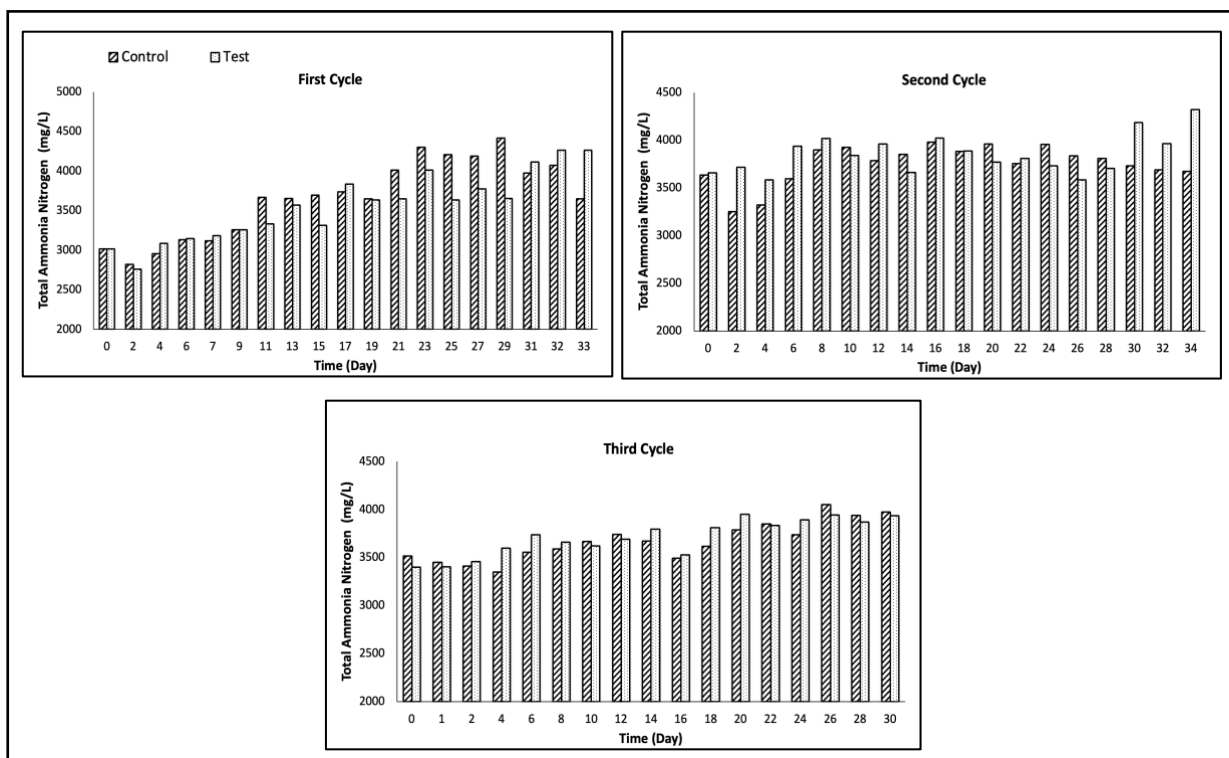 Control Test
First Cycle
Total Ammonia Nitrogen (mg/L)
5000
4500
4000
3500
3000
2500
2000
0 2 4 6 7 9 11 13 15 17 19 21 23 25 27 29 31 32 33
Time (Day)
Second Cycle
Total Ammonia Nitrogen (mg/L)
4500
4000
3500
3000
2500
2000
0 2 4 6 8 10 12 14 16 18 20 22 24 26 28 30 32 34
Time (Day)
Third Cycle
Total Ammonia Nitrogen (mg/L)
4500
4000
3500
3000
2500
2000
0 1 2 4 6 8 10 12 14 16 18 20 22 24 26 28 30
Time (Day)